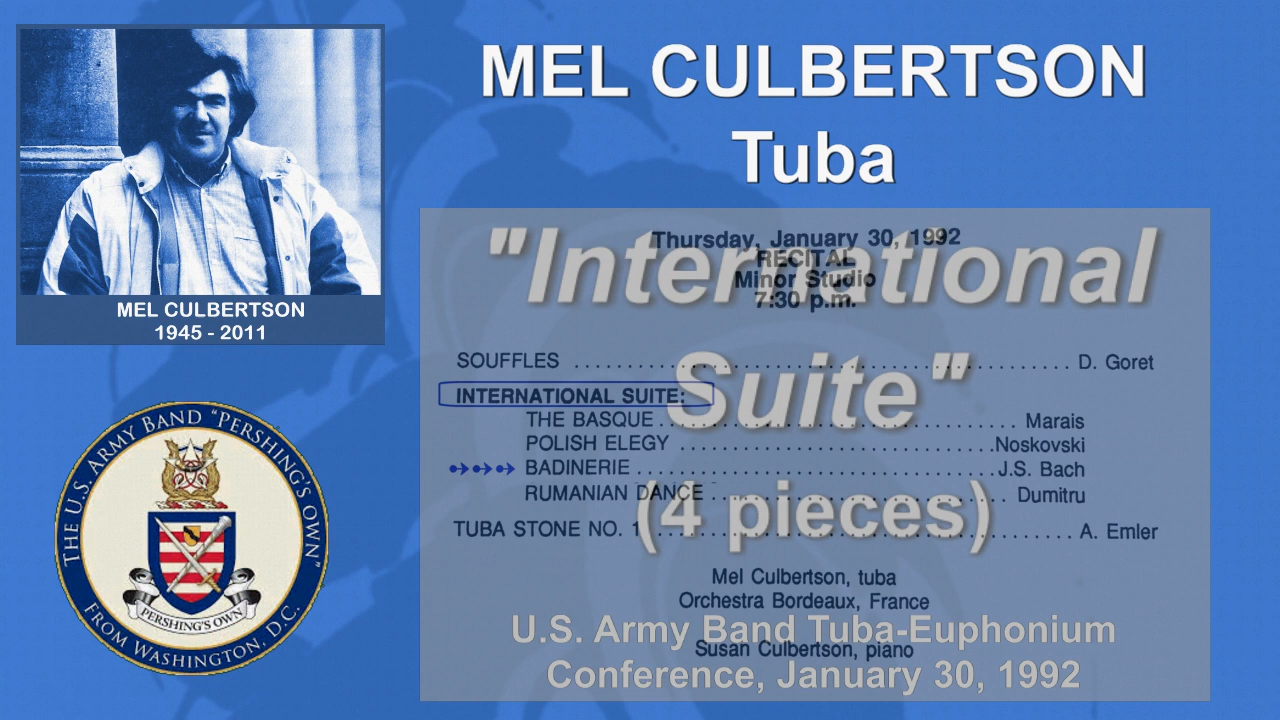 MEL CULBERTSON
Tuba
MEL CULBERTSON
1945 - 2011
THE U.S. ARMY BAND "PERSHING'S OWN"
PERSHING'S OWN
FROM WASHINGTON, D.C.
"International
Suite"
(4 pieces)
U.S. Army Band Tuba-Euphonium
Conference, January 30, 1992
Thursday, January 30, 1992
RECITAL
Minor Studio
7:30 p.m.
SOUFFLES ........................................ D. Goret
INTERNATIONAL SUITE:
THE BASQUE ........................................ Marais
POLISH ELEGY ........................................ Noskovski
BADINERIE ........................................ J.S. Bach
RUMANIAN DANCE ........................................ Dumitru
TUBA STONE NO. 1 ........................................ A. Emler
Mel Culbertson, tuba
Orchestra Bordeaux, France
Susan Culbertson, piano